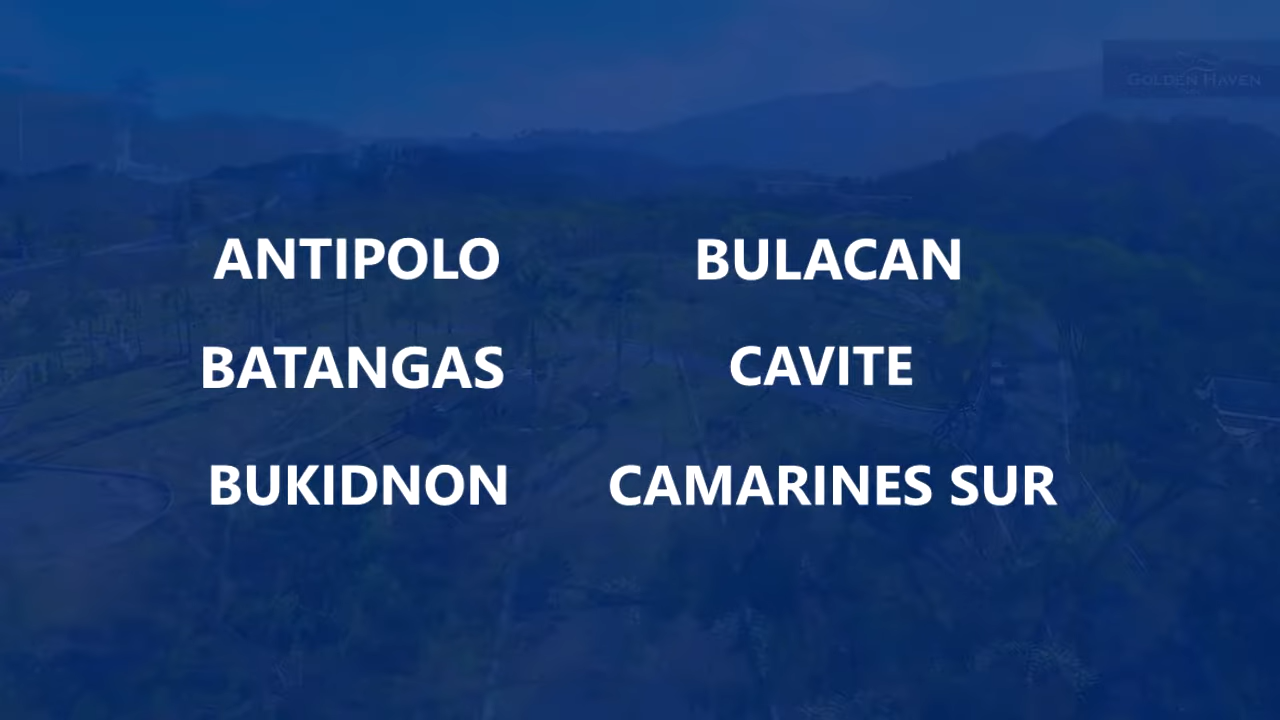 GOLDEN HAVEN
ANTIPOLO
BULACAN
BATANGAS
CAVITE
BUKIDNON
CAMARINES SUR